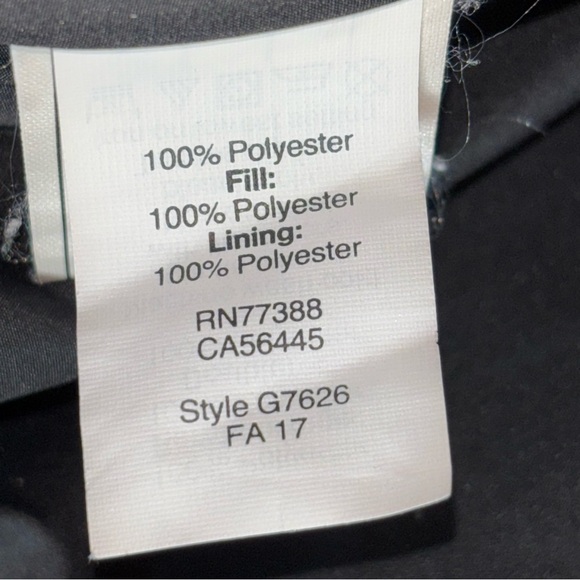 100% Polyester
Fill:
100% Polyester
Lining:
100% Polyester
RN77388
CA56445
Style G7626
FA 17